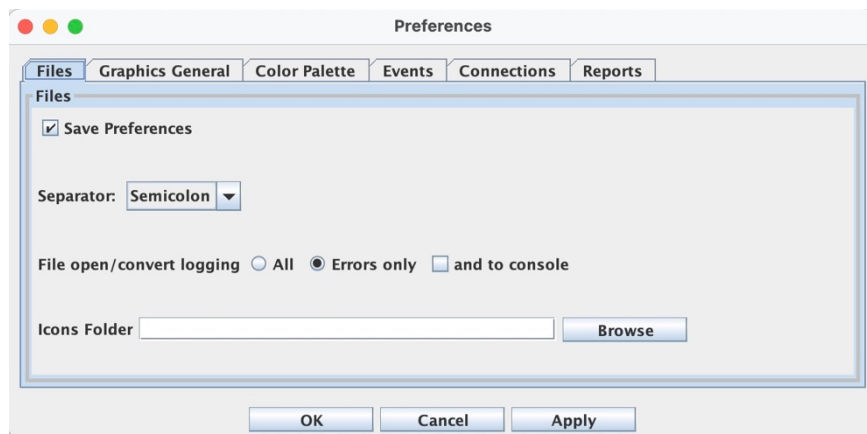 Preferences
Files Graphics General Color Palette Events Connections Reports
Files
Save Preferences
Separator: Semicolon
File open/convert logging All Errors only and to console
Icons Folder Browse
OK Cancel Apply